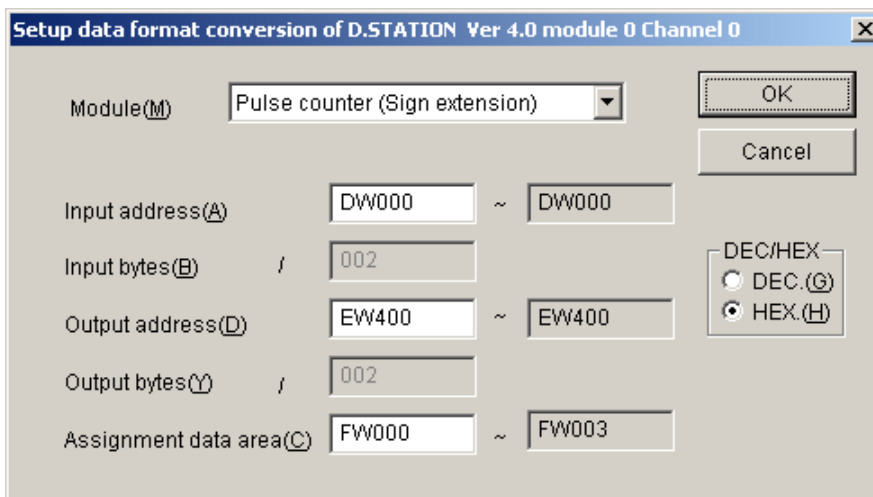 Setup data format conversion of D.STATION Ver 4.0 module 0 Channel 0
Module(M) Pulse counter (Sign extension)
OK
Cancel
Input address(A) DW000 ~ DW000
Input bytes(B) / 002
Output address(D) EW400 ~ EW400
Output bytes(Y) / 002
Assignment data area(C) FW000 ~ FW003
DEC/HEX
DEC.(G)
HEX.(H)